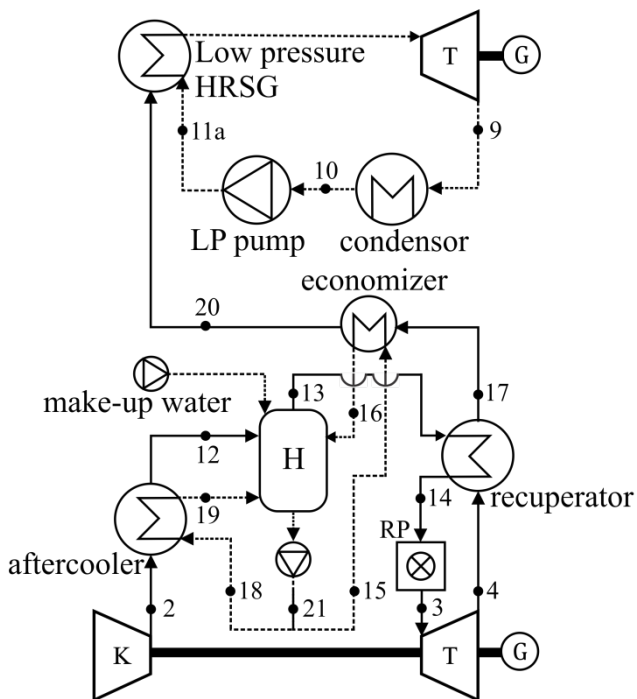 Low pressure
HRSG
T
G
11a
9
10
LP pump
condensor
economizer
20
make-up water
13
16
17
12
H
19
14
recuperator
aftercooler
RP
2
18
21
15
3
4
K
T
G